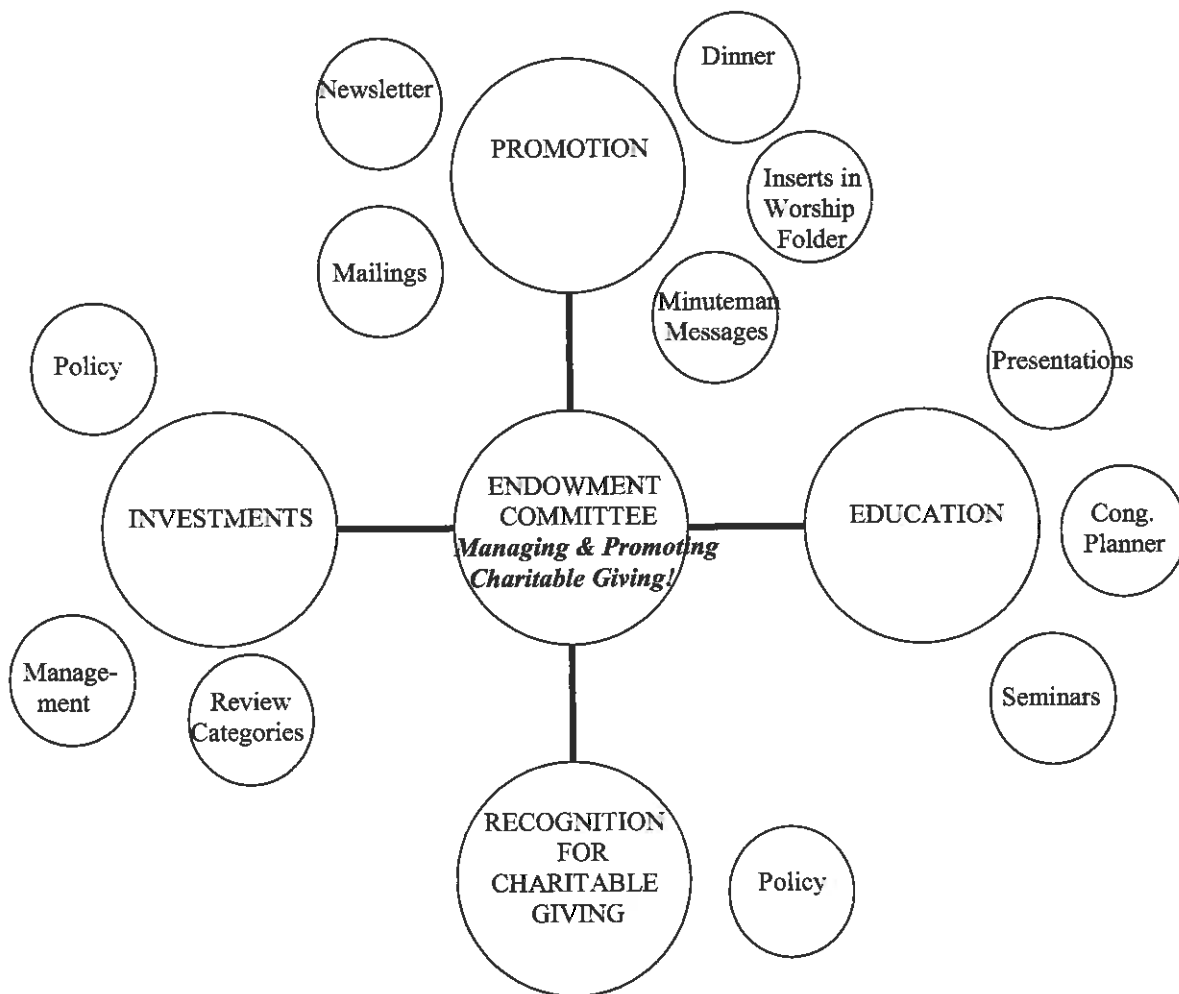 Newsletter
Dinner
PROMOTION
Inserts in
Worship
Folder
Mailings
Minuteman
Messages
Policy
Presentations
INVESTMENTS
ENDOWMENT
COMMITTEE
Managing & Promoting
Charitable Giving!
EDUCATION
Cong.
Planner
Manage-
ment
Review
Categories
Seminars
RECOGNITION
FOR
CHARITABLE
GIVING
Policy